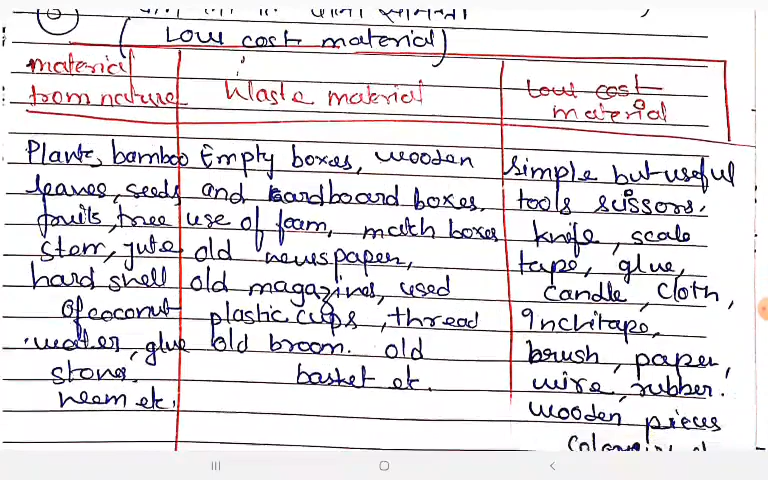 (Low cost material)
material from nature
Waste material
Low cost material
Plants, bamboo
leaves, seeds
fruits, tree
stem, jute
hard shell
of coconut
water, glue
stones.
neem etc.
Empty boxes, wooden
and cardboard boxes.
use of foam, match boxes
old newspaper,
old magazines, used
plastic cups, thread
old broom. old
basket etc.
Simple but useful
tools scissors.
knife, scale
tape, glue,
candle, cloth,
Inchitape,
brush, paper,
wire, rubber.
wooden pieces